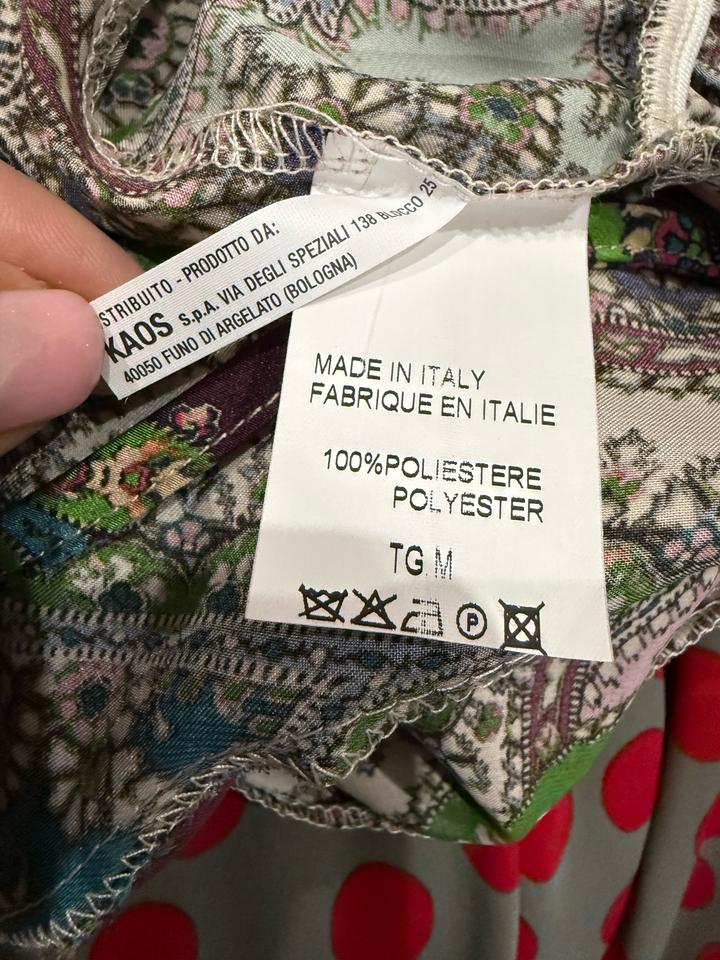 STRIBUITO - PRODOTTO DA:
KAOS S.p.A. VIA DEGLI SPEZIALI 138 BLOCCO 25
40050 FUNO DI ARGELATO (BOLOGNA)
MADE IN ITALY
FABRIQUE EN ITALIE
100%POLIESTERE
POLYESTER
TG M
P